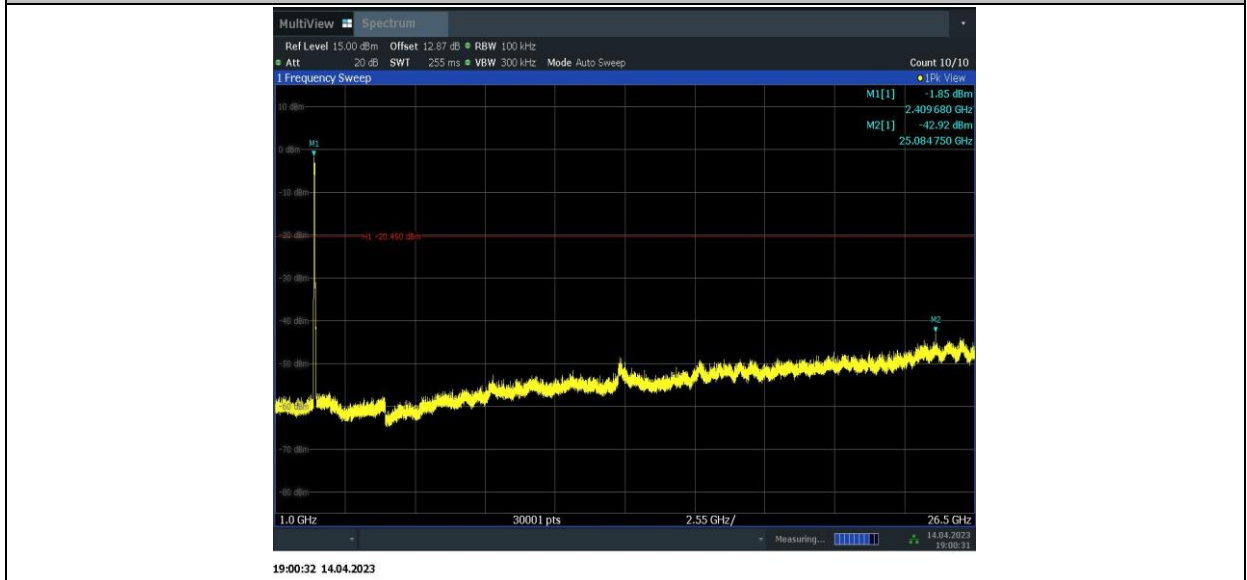 MultiView Spectrum
Ref Level 15.00 dBm Offset 12.87 dB RBW 100 kHz
Att 20 dB SWT 255 ms VBW 300 kHz Mode Auto Sweep Count 10/10
1 Frequency Sweep 1Pk View
M1[1] -1.85 dBm
10 dBm
2.409680 GHz
M2[1] -42.92 dBm
25.084750 GHz
0 dBm
M1
-10 dBm
-20 dBm
H1 -20.450 dBm
-30 dBm
-40 dBm
M2
-50 dBm
-60 dBm
-70 dBm
-80 dBm
1.0 GHz 30001 pts 2.55 GHz/ 26.5 GHz
Measuring... 14.04.2023
19:00:31
19:00:32 14.04.2023